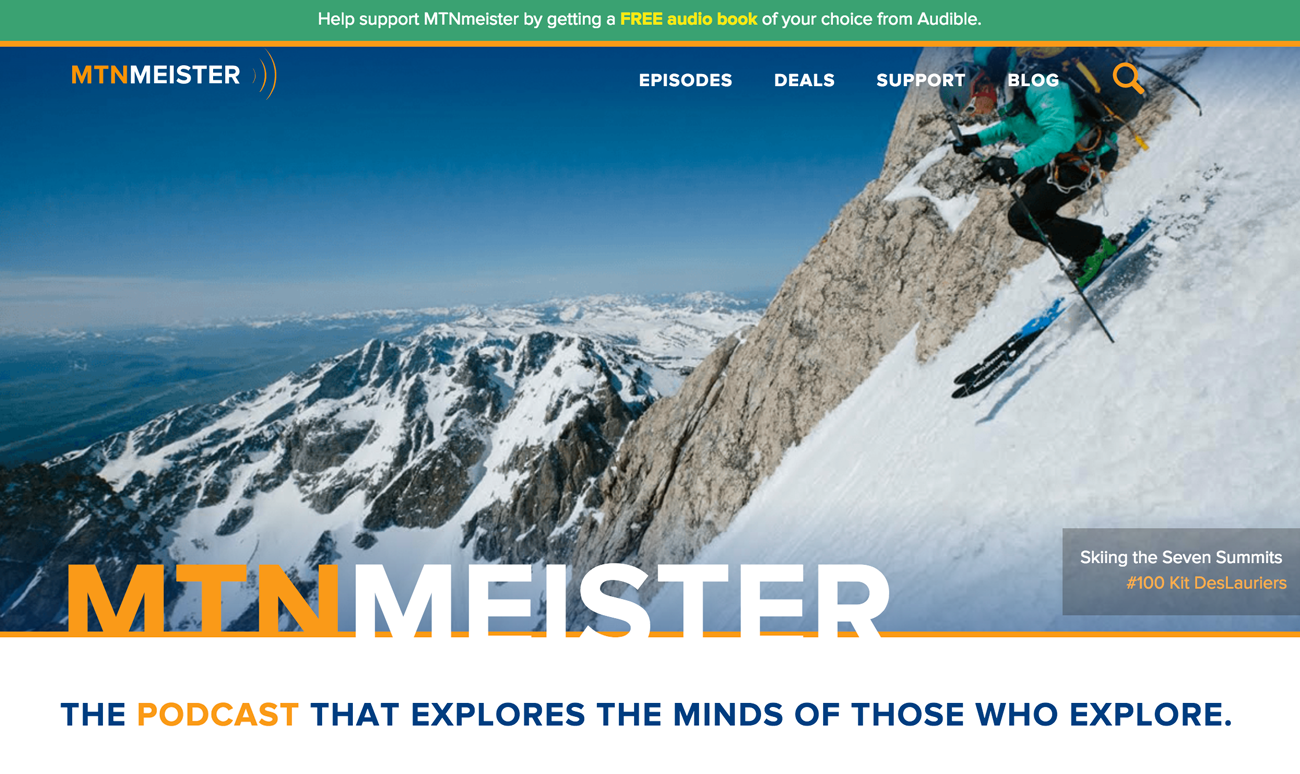 Help support MTNmeister by getting a FREE audio book of your choice from Audible.
MTNMEISTER
EPISODES DEALS SUPPORT BLOG
Skiing the Seven Summits
#100 Kit DesLauriers
MTNMEISTER
THE PODCAST THAT EXPLORES THE MINDS OF THOSE WHO EXPLORE.